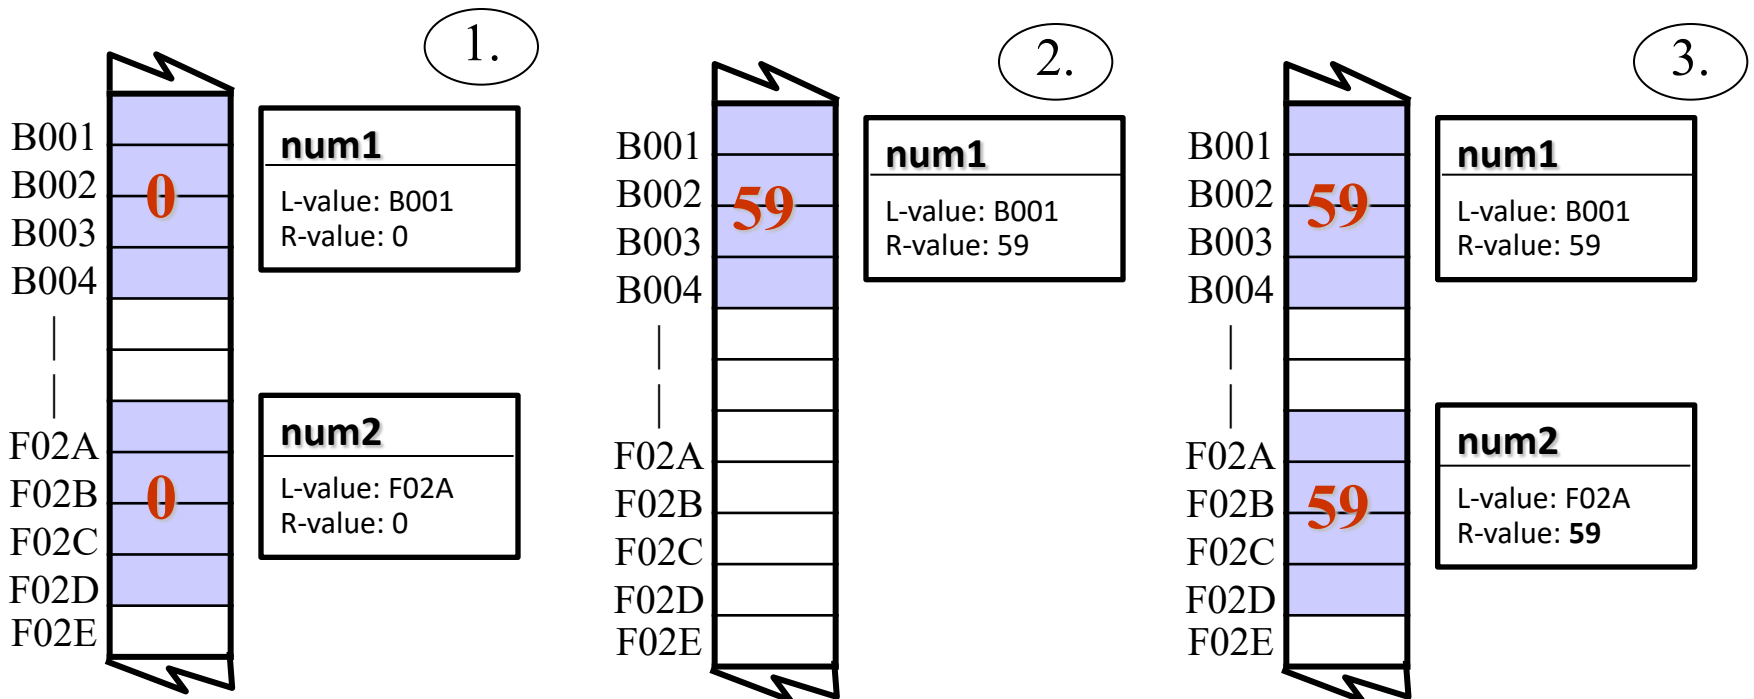 1.
B001
B002
B003
B004
F02A
F02B
F02C
F02D
F02E
0
0
num1
L-value: B001
R-value: 0
num2
L-value: F02A
R-value: 0
2.
B001
B002
B003
B004
F02A
F02B
F02C
F02D
F02E
59
num1
L-value: B001
R-value: 59
3.
B001
B002
B003
B004
F02A
F02B
F02C
F02D
F02E
59
59
num1
L-value: B001
R-value: 59
num2
L-value: F02A
R-value: 59